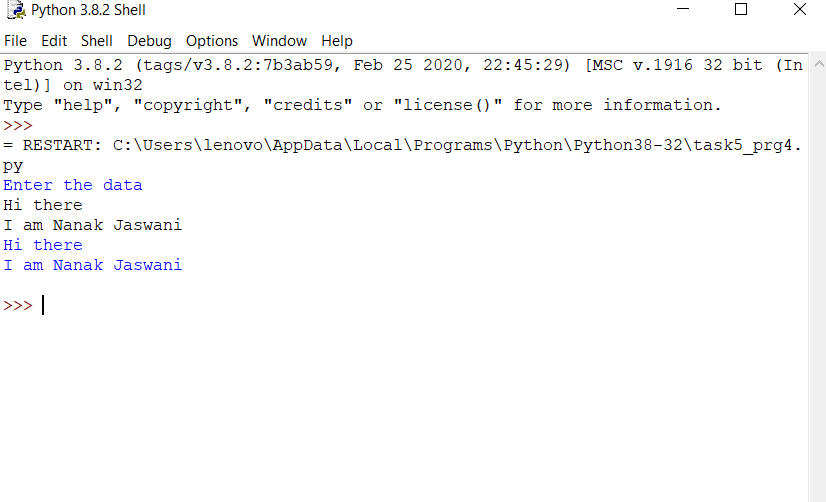 Python 3.8.2 Shell
File Edit Shell Debug Options Window Help
Python 3.8.2 (tags/v3.8.2:7b3ab59, Feb 25 2020, 22:45:29) [MSC v.1916 32 bit (In
tel)] on win32
Type "help", "copyright", "credits" or "license()" for more information.
>>>
= RESTART: C:\Users\lenovo\AppData\Local\Programs\Python\Python38-32\task5_prg4.
py
Enter the data
Hi there
I am Nanak Jaswani
Hi there
I am Nanak Jaswani
>>>